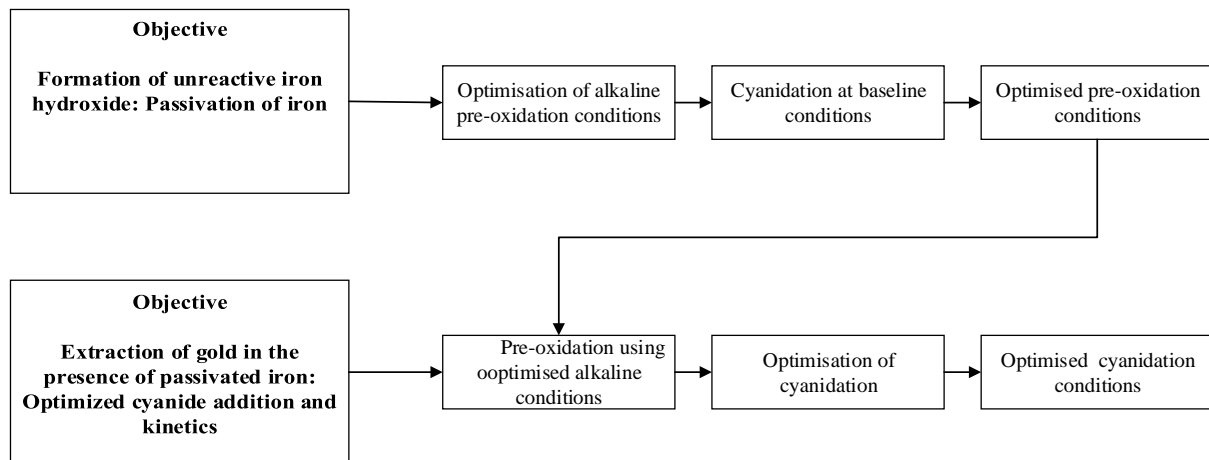 Objective
Formation of unreactive iron
hydroxide: Passivation of iron
Optimisation of alkaline
pre-oxidation conditions
Cyanidation at baseline
conditions
Optimised pre-oxidation
conditions
Objective
Extraction of gold in the
presence of passivated iron:
Optimized cyanide addition and
kinetics
Pre-oxidation using
ooptimised alkaline
conditions
Optimisation of
cyanidation
Optimised cyanidation
conditions